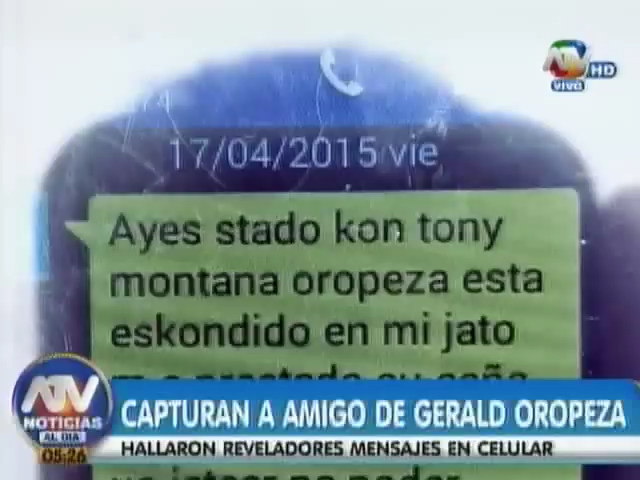 ATV HD
VIVO
17/04/2015 vie
Ayes stado kon tony
montana oropeza esta
eskondido en mi jato
ATV
NOTICIAS
AL DIA
05:26
CAPTURAN A AMIGO DE GERALD OROPEZA
HALLARON REVELADORES MENSAJES EN CELULAR